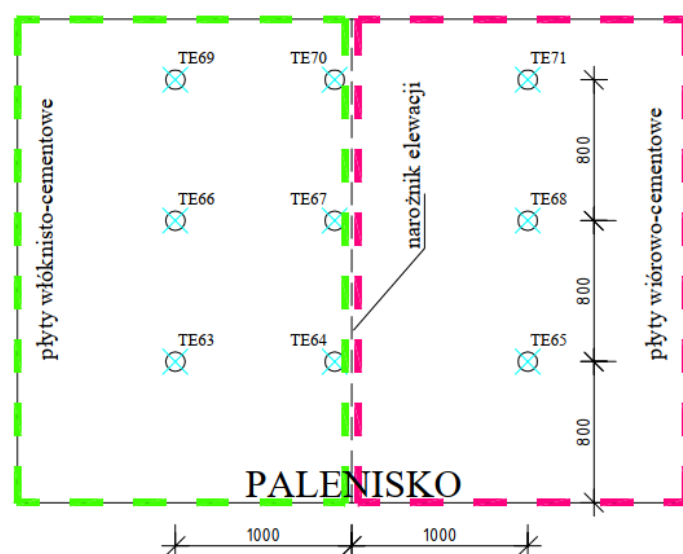 TE69
TE70
TE71
płyty włóknisto-cementowe
narożnik elewacji
płyty wiórowo-cementowe
800
TE66
TE67
TE68
800
TE63
TE64
TE65
800
PALENISKO
1000
1000